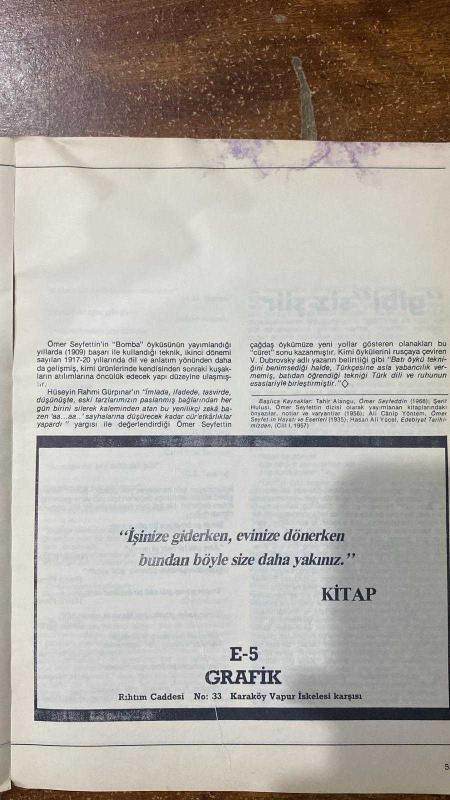 Ömer Seyfettin'in "Bomba" öyküsünün yayımlandığı
yıllarda (1909) başarı ile kullandığı teknik, ikinci dönemi
sayılan 1917-20 yıllarında dil ve anlatım yönünden daha
da gelişmiş, kimi ürünlerinde kendisinden sonraki kuşak-
ların atılımlarına öncülük edecek yapı düzeyine ulaşmış-
tır.
Hüseyin Rahmi Gürpınar'ın "İmlada, ifadede, tasvirde,
düşünüşte, eski tarzlarımızın paslanmış bağlarından her
gün birini silerek kaleminden atan bu yenilikçi zekâ ba-
zen 'aa...aa...' sayhalarına düşürecek kadar cür'etkârlıklar
yapardı" yargısı ile değerlendirdiği Ömer Seyfettin
çağdaş öykümüze yeni yollar gösteren olanakları bu
"cüret" sonu kazanmıştır. Kimi öykülerini rusçaya çeviren
V. Dubrovsky adlı yazarın belirttiği gibi "Batı öykü tekni-
ğini benimsediği halde, Türkçesine asla yabancılık ver-
memiş, batıdan öğrendiği tekniği Türk dili ve ruhunun
esaslariyle birleştirmiştir."◇
Başlıca Kaynaklar: Tahir Alangu, Ömer Seyfeddin (1968); Şerif
Hulusi, Ömer Seyfettin dizisi olarak yayımlanan kitaplarındaki
önyazılar, notlar ve varyantlar (1956); Ali Cânip Yöntem, Ömer
Seyfet-in Hayatı ve Eserleri (1935); Hasan Ali Yücel, Edebiyat Tarihi-
mizden, (Cilt I, 1957)
"İşinize giderken, evinize dönerken
bundan böyle size daha yakınız."
KİTAP
E-5
GRAFİK
Rıhtım Caddesi No: 33 Karaköy Vapur İskelesi karşısı